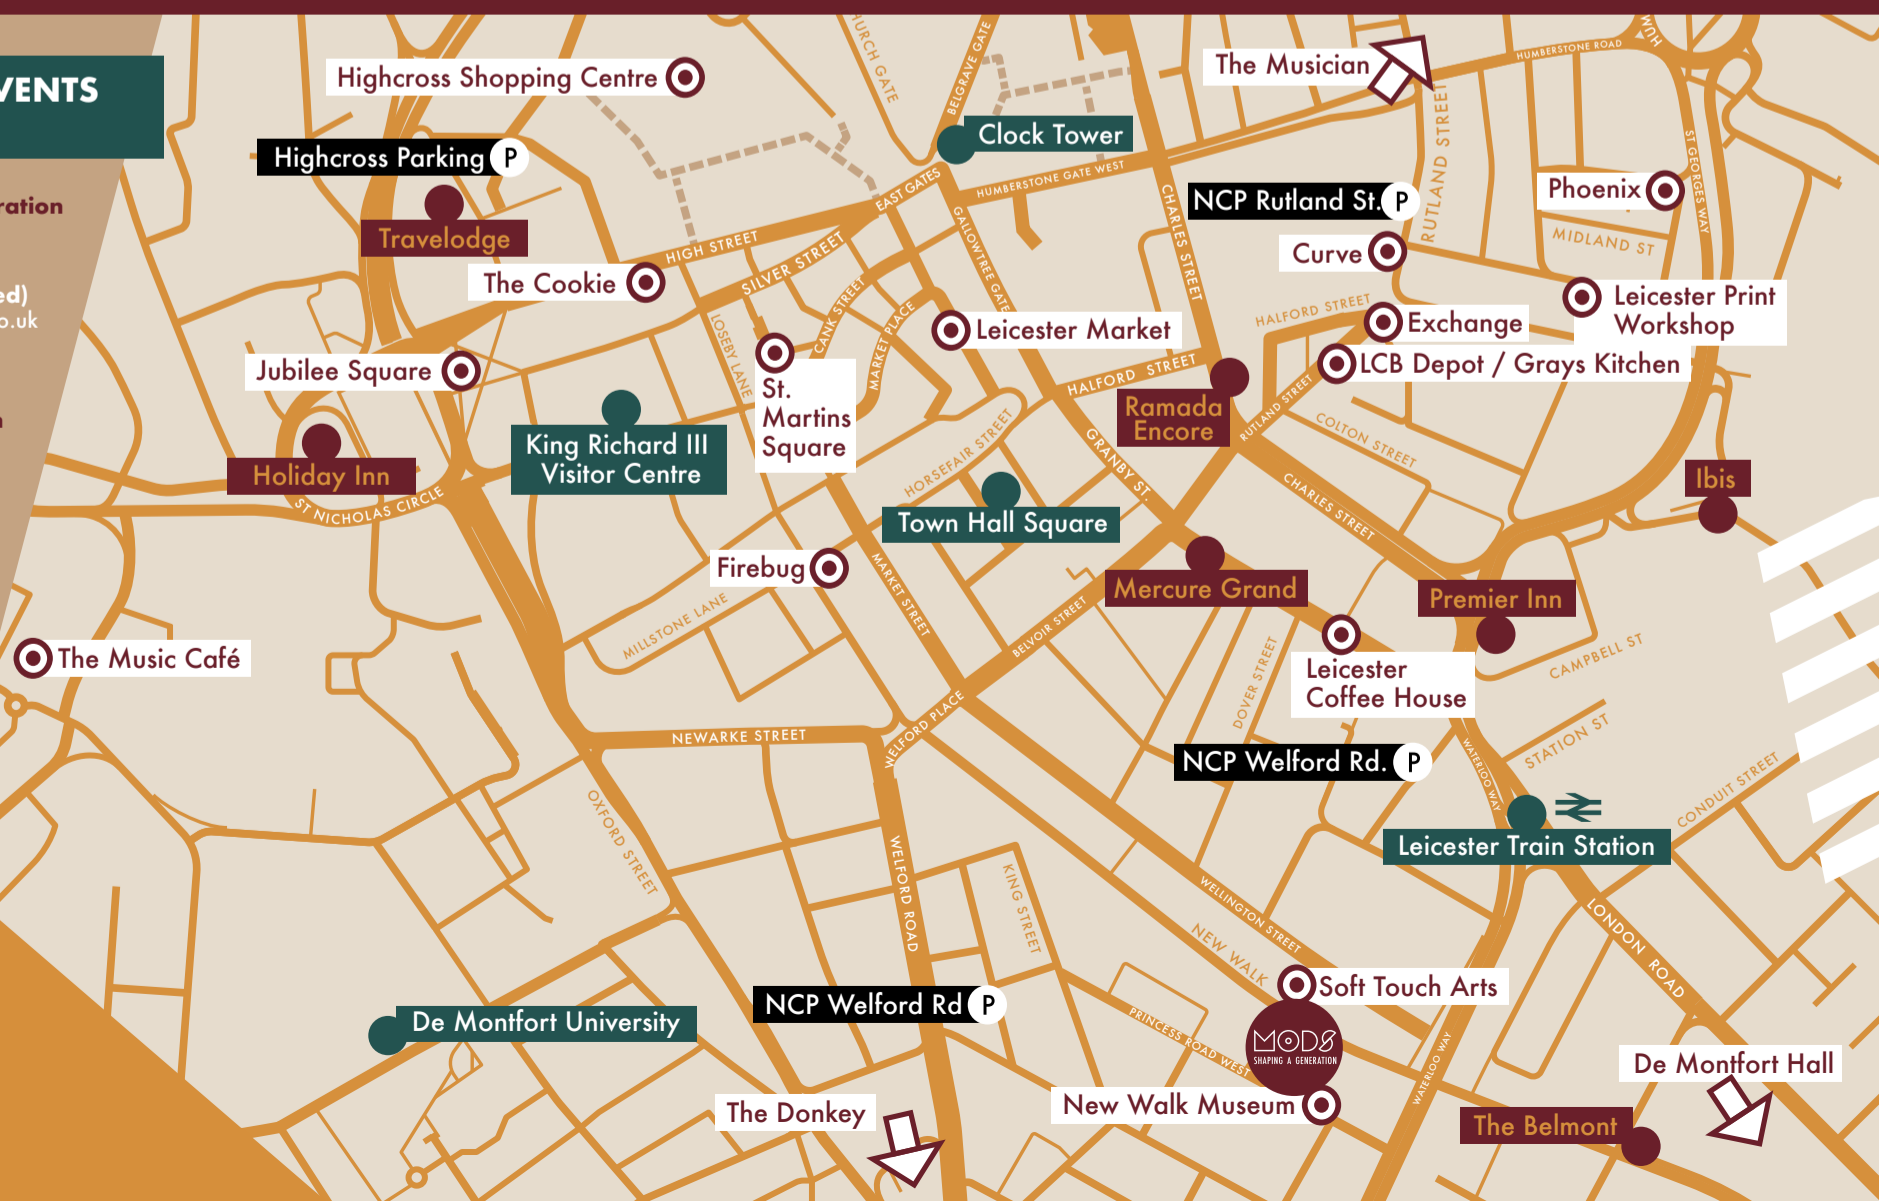 VENTS
ration
ed)
o.uk
n
HURCH GATE
BELGRAVE GATE
The Musician
HUMBERSTONE ROAD
HUM
Highcross Shopping Centre
Clock Tower
Highcross Parking P
EAST GATES
HUMBERSTONE GATE WEST
CHARLES STREET
NCP Rutland St. P
RUTLAND STREET
Phoenix
ST GEORGES WAY
Travelodge
HIGH STREET
SILVER STREET
GALLOWTREE GATE
Curve
MIDLAND ST
The Cookie
Leicester Print
Workshop
CANK STREET
MARKET PLACE
LOSEBY LANE
Leicester Market
HALFORD STREET
Exchange
LCB Depot / Grays Kitchen
Jubilee Square
St.
Martins
Square
HALFORD STREET
Ramada
Encore
RUTLAND STREET
COLTON STREET
King Richard III
Visitor Centre
Holiday Inn
ST NICHOLAS CIRCLE
HORSEFAIR STREET
GRANBY ST.
Town Hall Square
CHARLES STREET
Ibis
Firebug
MARKET STREET
MILLSTONE LANE
Mercure Grand
Premier Inn
BELVOIR STREET
DOVER STREET
CAMPBELL ST
The Music Café
Leicester
Coffee House
NEWARKE STREET
WELFORD PLACE
NCP Welford Rd. P
WATERLOO WAY
STATION ST
CONDUIT STREET
OXFORD STREET
Leicester Train Station
WELFORD ROAD
KING STREET
WELLINGTON STREET
NEW WALK
LONDON ROAD
Soft Touch Arts
NCP Welford Rd P
De Montfort University
PRINCESS ROAD WEST
MODS
SHAPING A GENERATION
WATERLOO WAY
De Montfort Hall
New Walk Museum
The Donkey
The Belmont